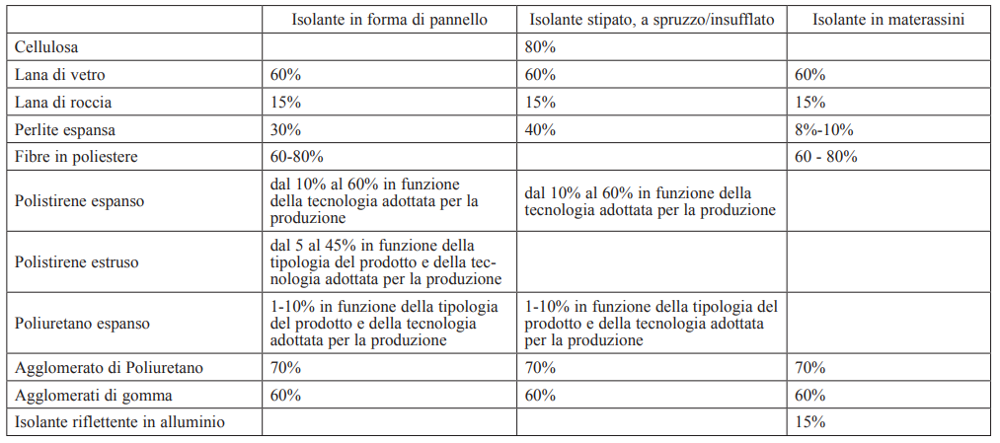 Isolante in forma di pannello Isolante stipato, a spruzzo/insufflato Isolante in materassini
Cellulosa 80%
Lana di vetro 60% 60% 60%
Lana di roccia 15% 15% 15%
Perlite espansa 30% 40% 8%-10%
Fibre in poliestere 60-80% 60 - 80%
Polistirene espanso
dal 10% al 60% in funzione
della tecnologia adottata per la
produzione
dal 10% al 60% in funzione della
tecnologia adottata per la produzione
Polistirene estruso
dal 5 al 45% in funzione della
tipologia del prodotto e della tec-
nologia adottata per la produzione
Poliuretano espanso
1-10% in funzione della tipologia
del prodotto e della tecnologia
adottata per la produzione
1-10% in funzione della tipologia del
prodotto e della tecnologia adottata
per la produzione
Agglomerato di Poliuretano 70% 70% 70%
Agglomerati di gomma 60% 60% 60%
Isolante riflettente in alluminio 15%